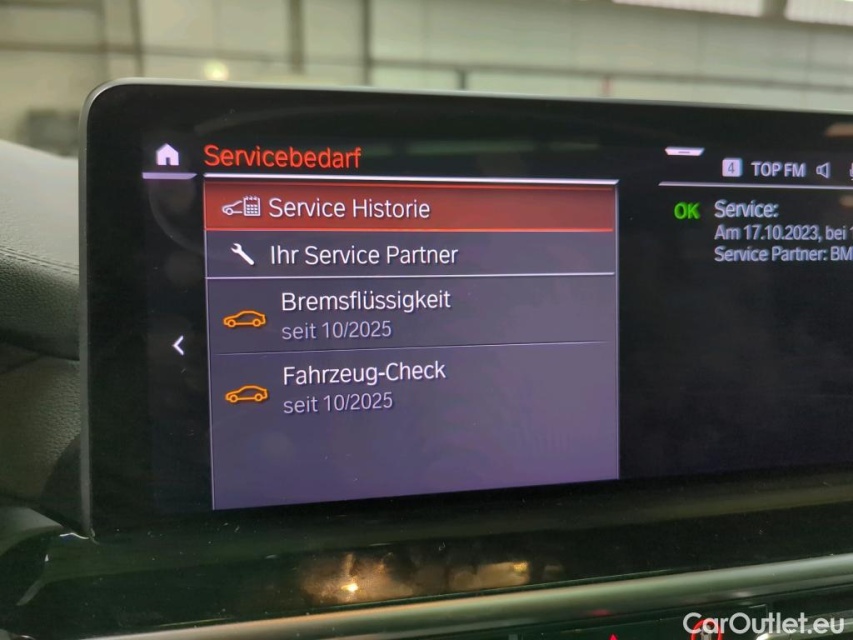 Servicebedarf
4 TOP FM
Service Historie
Ihr Service Partner
Bremsflüssigkeit
seit 10/2025
Fahrzeug-Check
seit 10/2025
OK Service:
Am 17.10.2023, bei
Service Partner: BM
CarOutlet.eu